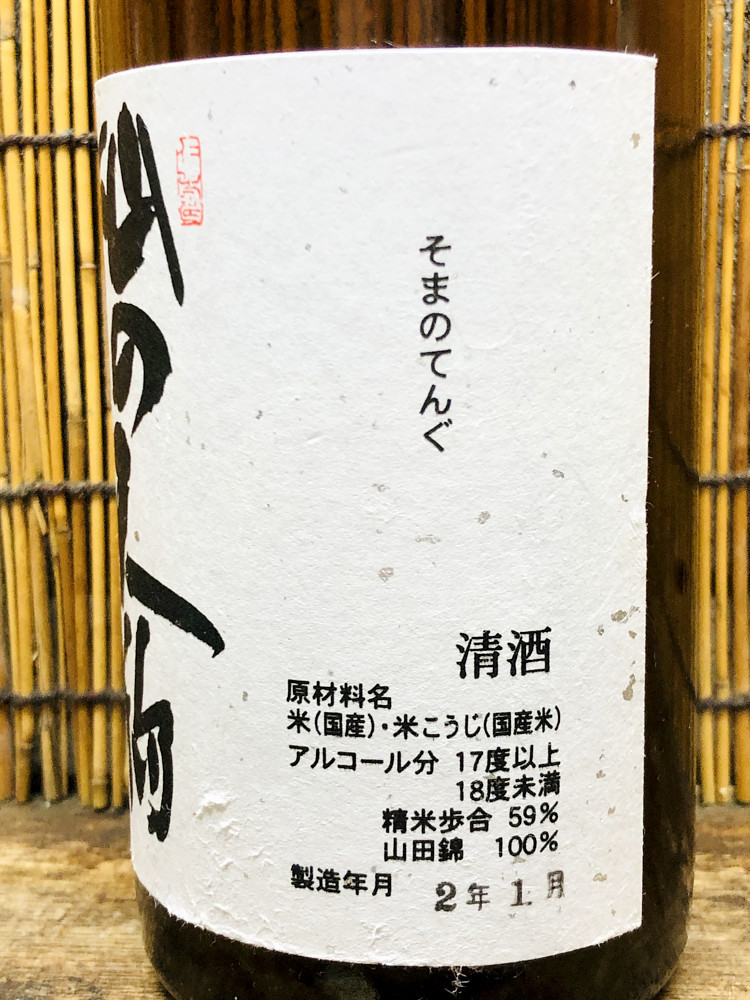 そまのてんぐ
清酒
原材料名
米(国産)・米こうじ(国産米)
アルコール分 17度以上
18度未満
精米歩合 59%
山田錦 100%
製造年月 2年1.月